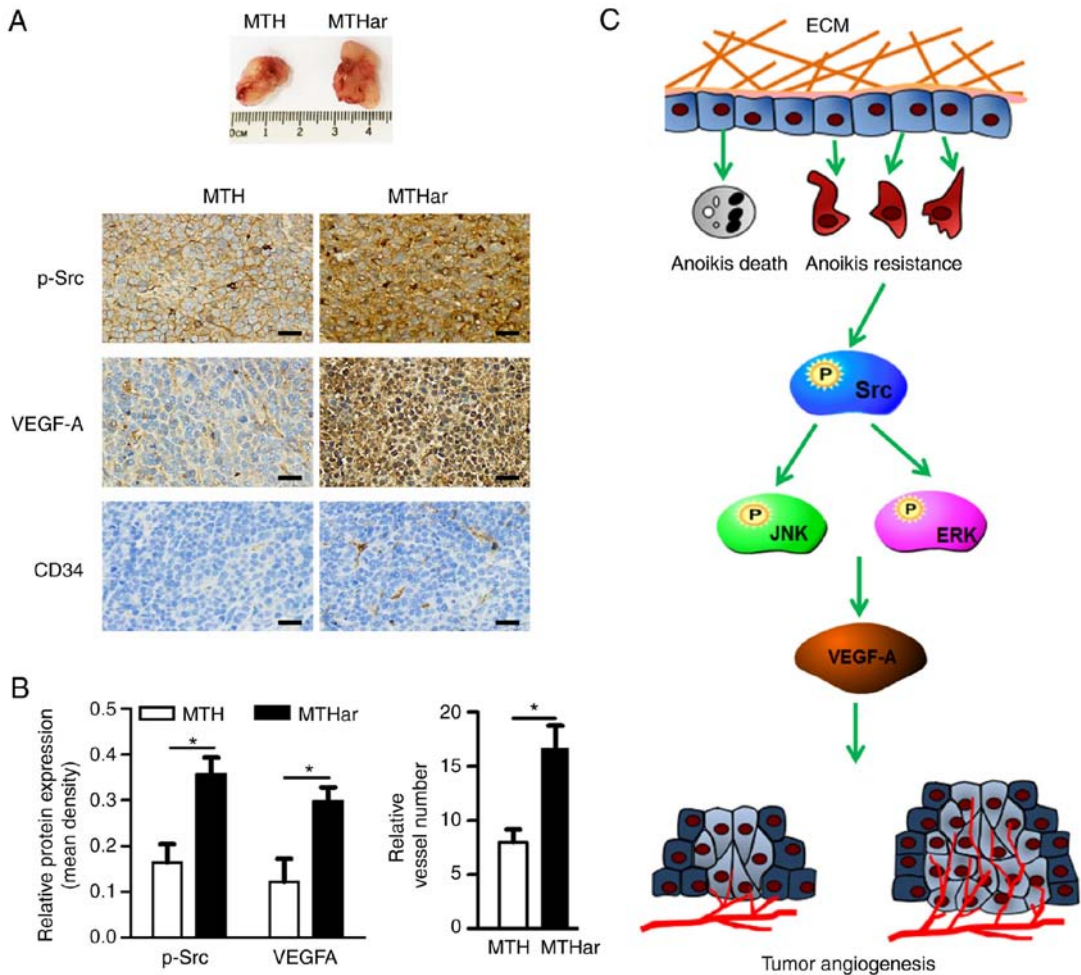 A
MTH MTHar
0CM 1 2 3 4
MTH MTHar
p-Src
VEGF-A
CD34
B
Relative protein expression
(mean density)
0.5
0.4
0.3
0.2
0.1
0.0
MTH MTHar
* *
p-Src VEGFA
Relative
vessel number
20
15
10
5
0
*
MTH MTHar
C
ECM
Anoikis death Anoikis resistance
P
Src
P
JNK
P
ERK
VEGF-A
Tumor angiogenesis